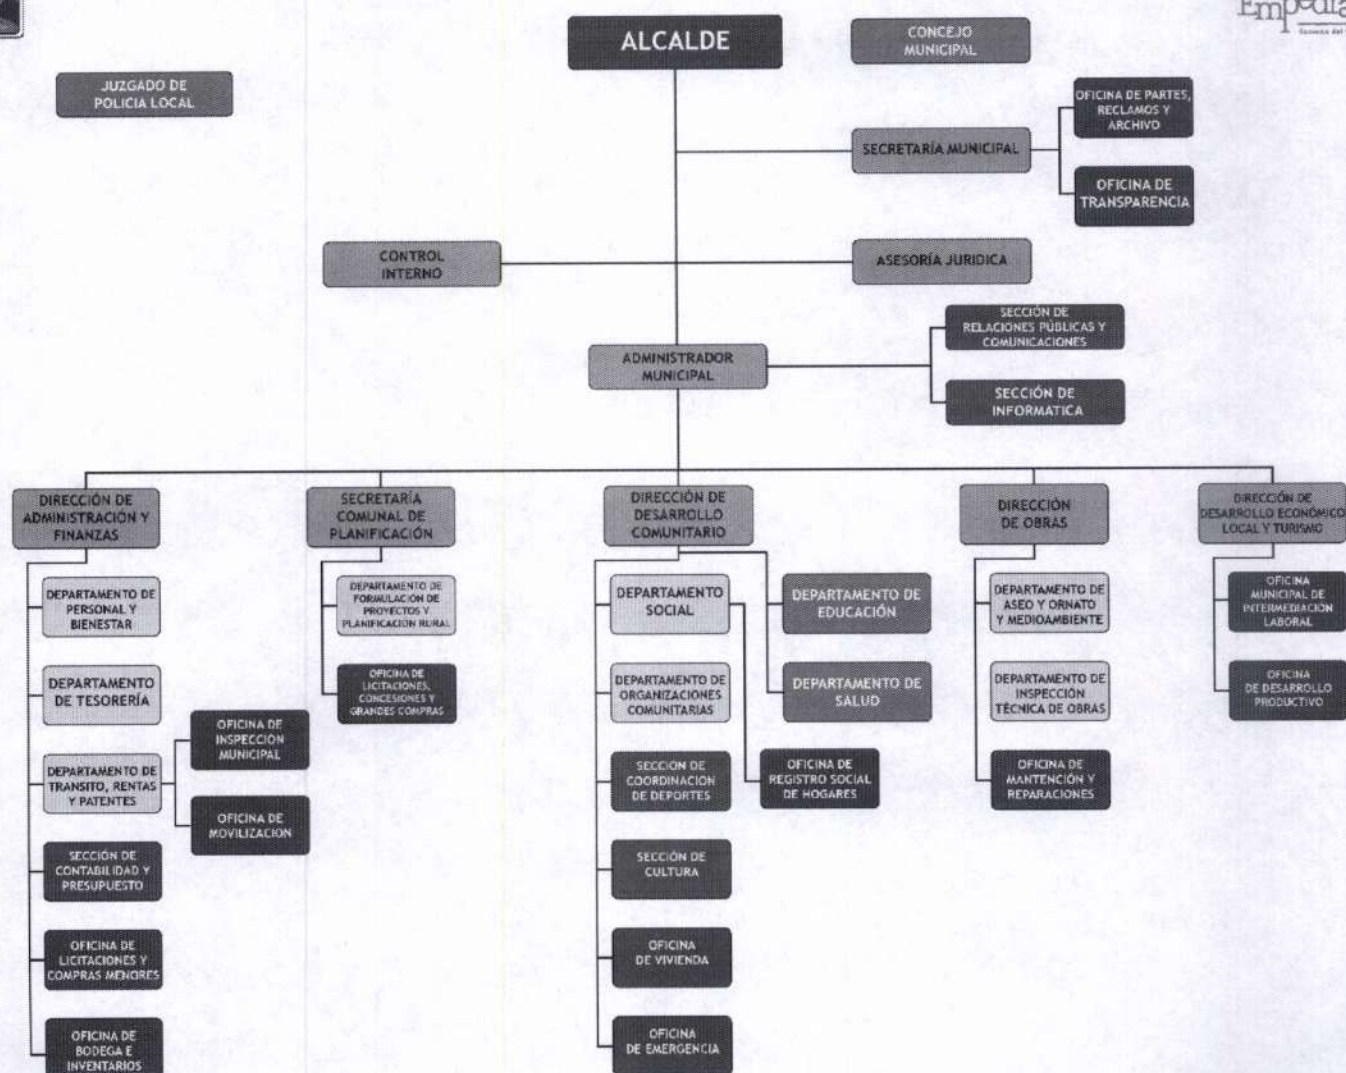 ALCALDE
CONCEJO
MUNICIPAL
JUZGADO DE
POLICIA LOCAL
OFICINA DE PARTES,
RECLAMOS Y
ARCHIVO
SECRETARÍA MUNICIPAL
OFICINA DE
TRANSPARENCIA
CONTROL
INTERNO
ASESORÍA JURIDICA
SECCIÓN DE
RELACIONES PÚBLICAS Y
COMUNICACIONES
ADMINISTRADOR
MUNICIPAL
SECCIÓN DE
INFORMATICA
DIRECCIÓN DE
ADMINISTRACIÓN Y
FINANZAS
SECRETARÍA
COMUNAL DE
PLANIFICACIÓN
DIRECCIÓN DE
DESARROLLO
COMUNITARIO
DIRECCIÓN
DE OBRAS
DIRECCIÓN DE
DESARROLLO ECONÓMICO
LOCAL Y TURISMO
DEPARTAMENTO DE
PERSONAL Y
BIENESTAR
DEPARTAMENTO
DE TESORERÍA
DEPARTAMENTO DE
TRANSITO, RENTAS
Y PATENTES
OFICINA DE
INSPECCIÓN
MUNICIPAL
OFICINA DE
MOVILIZACION
SECCIÓN DE
CONTABILIDAD Y
PRESUPUESTO
OFICINA DE
LICITACIONES Y
COMPRAS MENORES
OFICINA DE
BODEGA E
INVENTARIOS
DEPARTAMENTO DE
FORMULACION DE
PROYECTOS Y
PLANIFICACIÓN RURAL
OFICINA DE
LICITACIONES,
CONCESIONES Y
GRANDES COMPRAS
DEPARTAMENTO
SOCIAL
DEPARTAMENTO DE
EDUCACIÓN
DEPARTAMENTO DE
ORGANIZACIONES
COMUNITARIAS
DEPARTAMENTO DE
SALUD
SECCIÓN DE
COORDINACION
DE DEPORTES
OFICINA DE
REGISTRO SOCIAL
DE HOGARES
SECCIÓN DE
CULTURA
OFICINA
DE VIVIENDA
OFICINA
DE EMERGENCIA
DEPARTAMENTO DE
ASEO Y ORNATO
Y MEDIOAMBIENTE
DEPARTAMENTO DE
INSPECCIÓN
TÉCNICA DE OBRAS
OFICINA DE
MANTENCIÓN Y
REPARACIONES
OFICINA
MUNICIPAL DE
INTERMEDIACIÓN
LABORAL
OFICINA
DE DESARROLLO
PRODUCTIVO